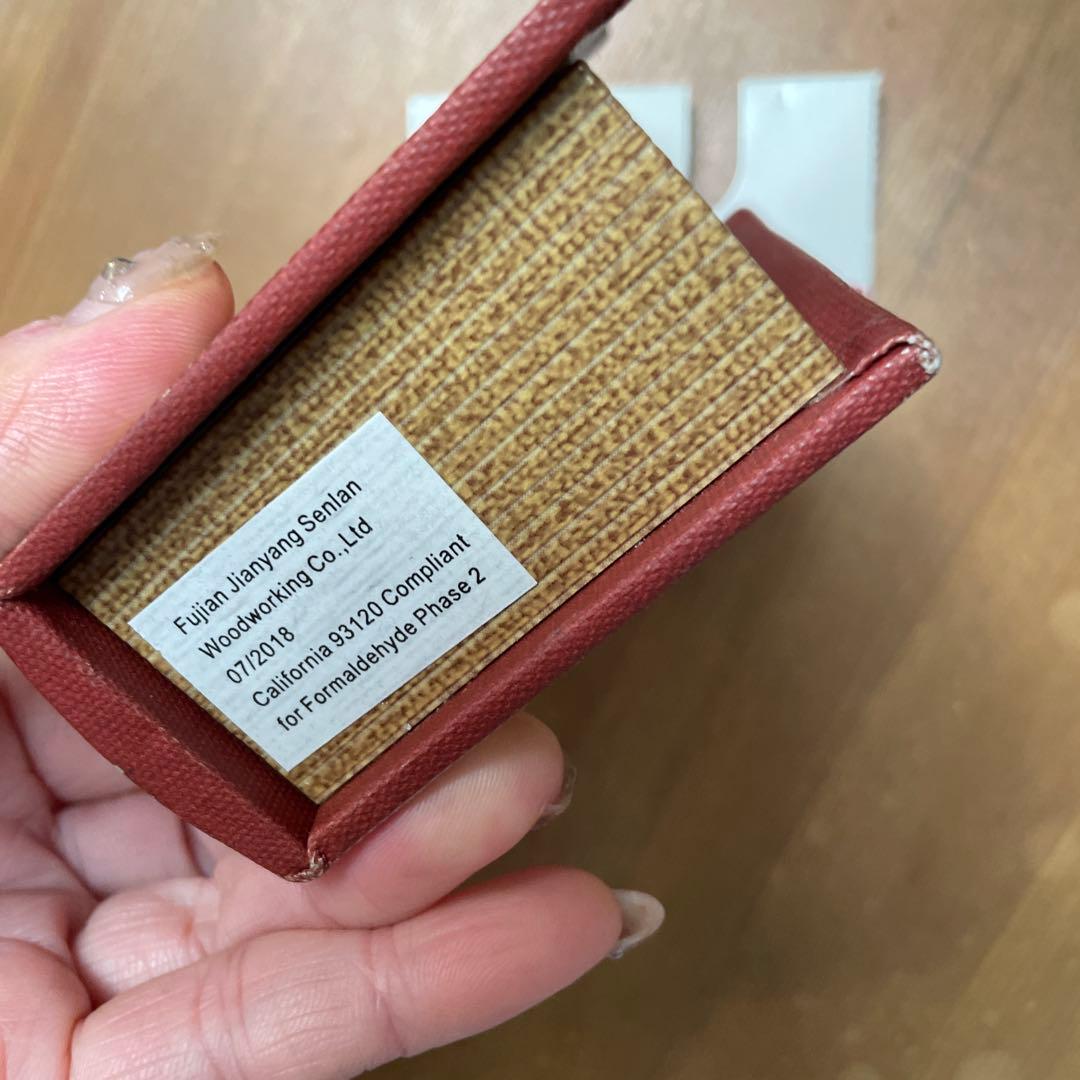 Fujian Jianyang Senlan
Woodworking Co.,Ltd
07/2018
California 93120 Compliant
for Formaldehyde Phase 2